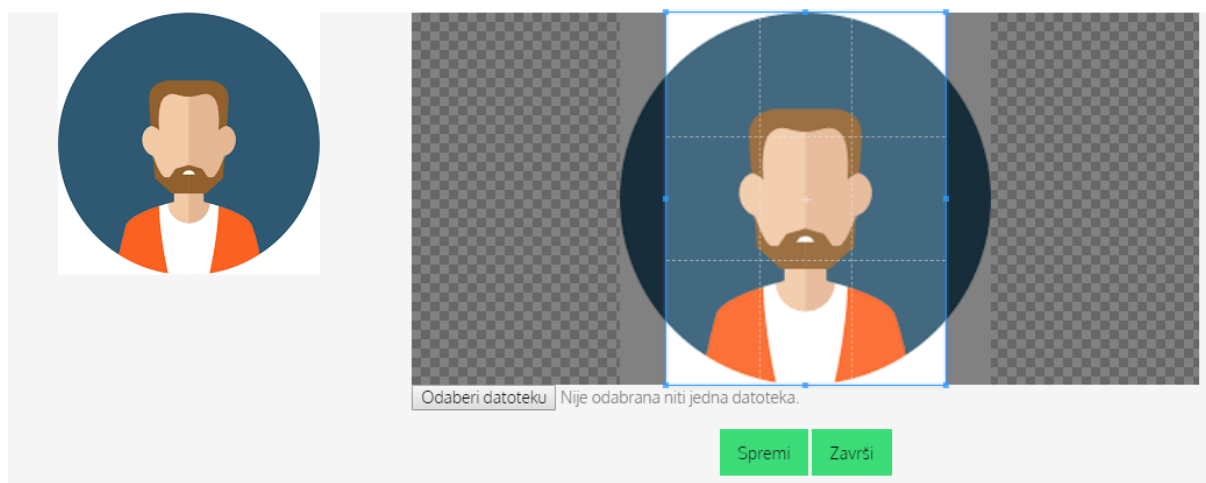 Odaberi datoteku Nije odabrana niti jedna datoteka.
Spremi Završi